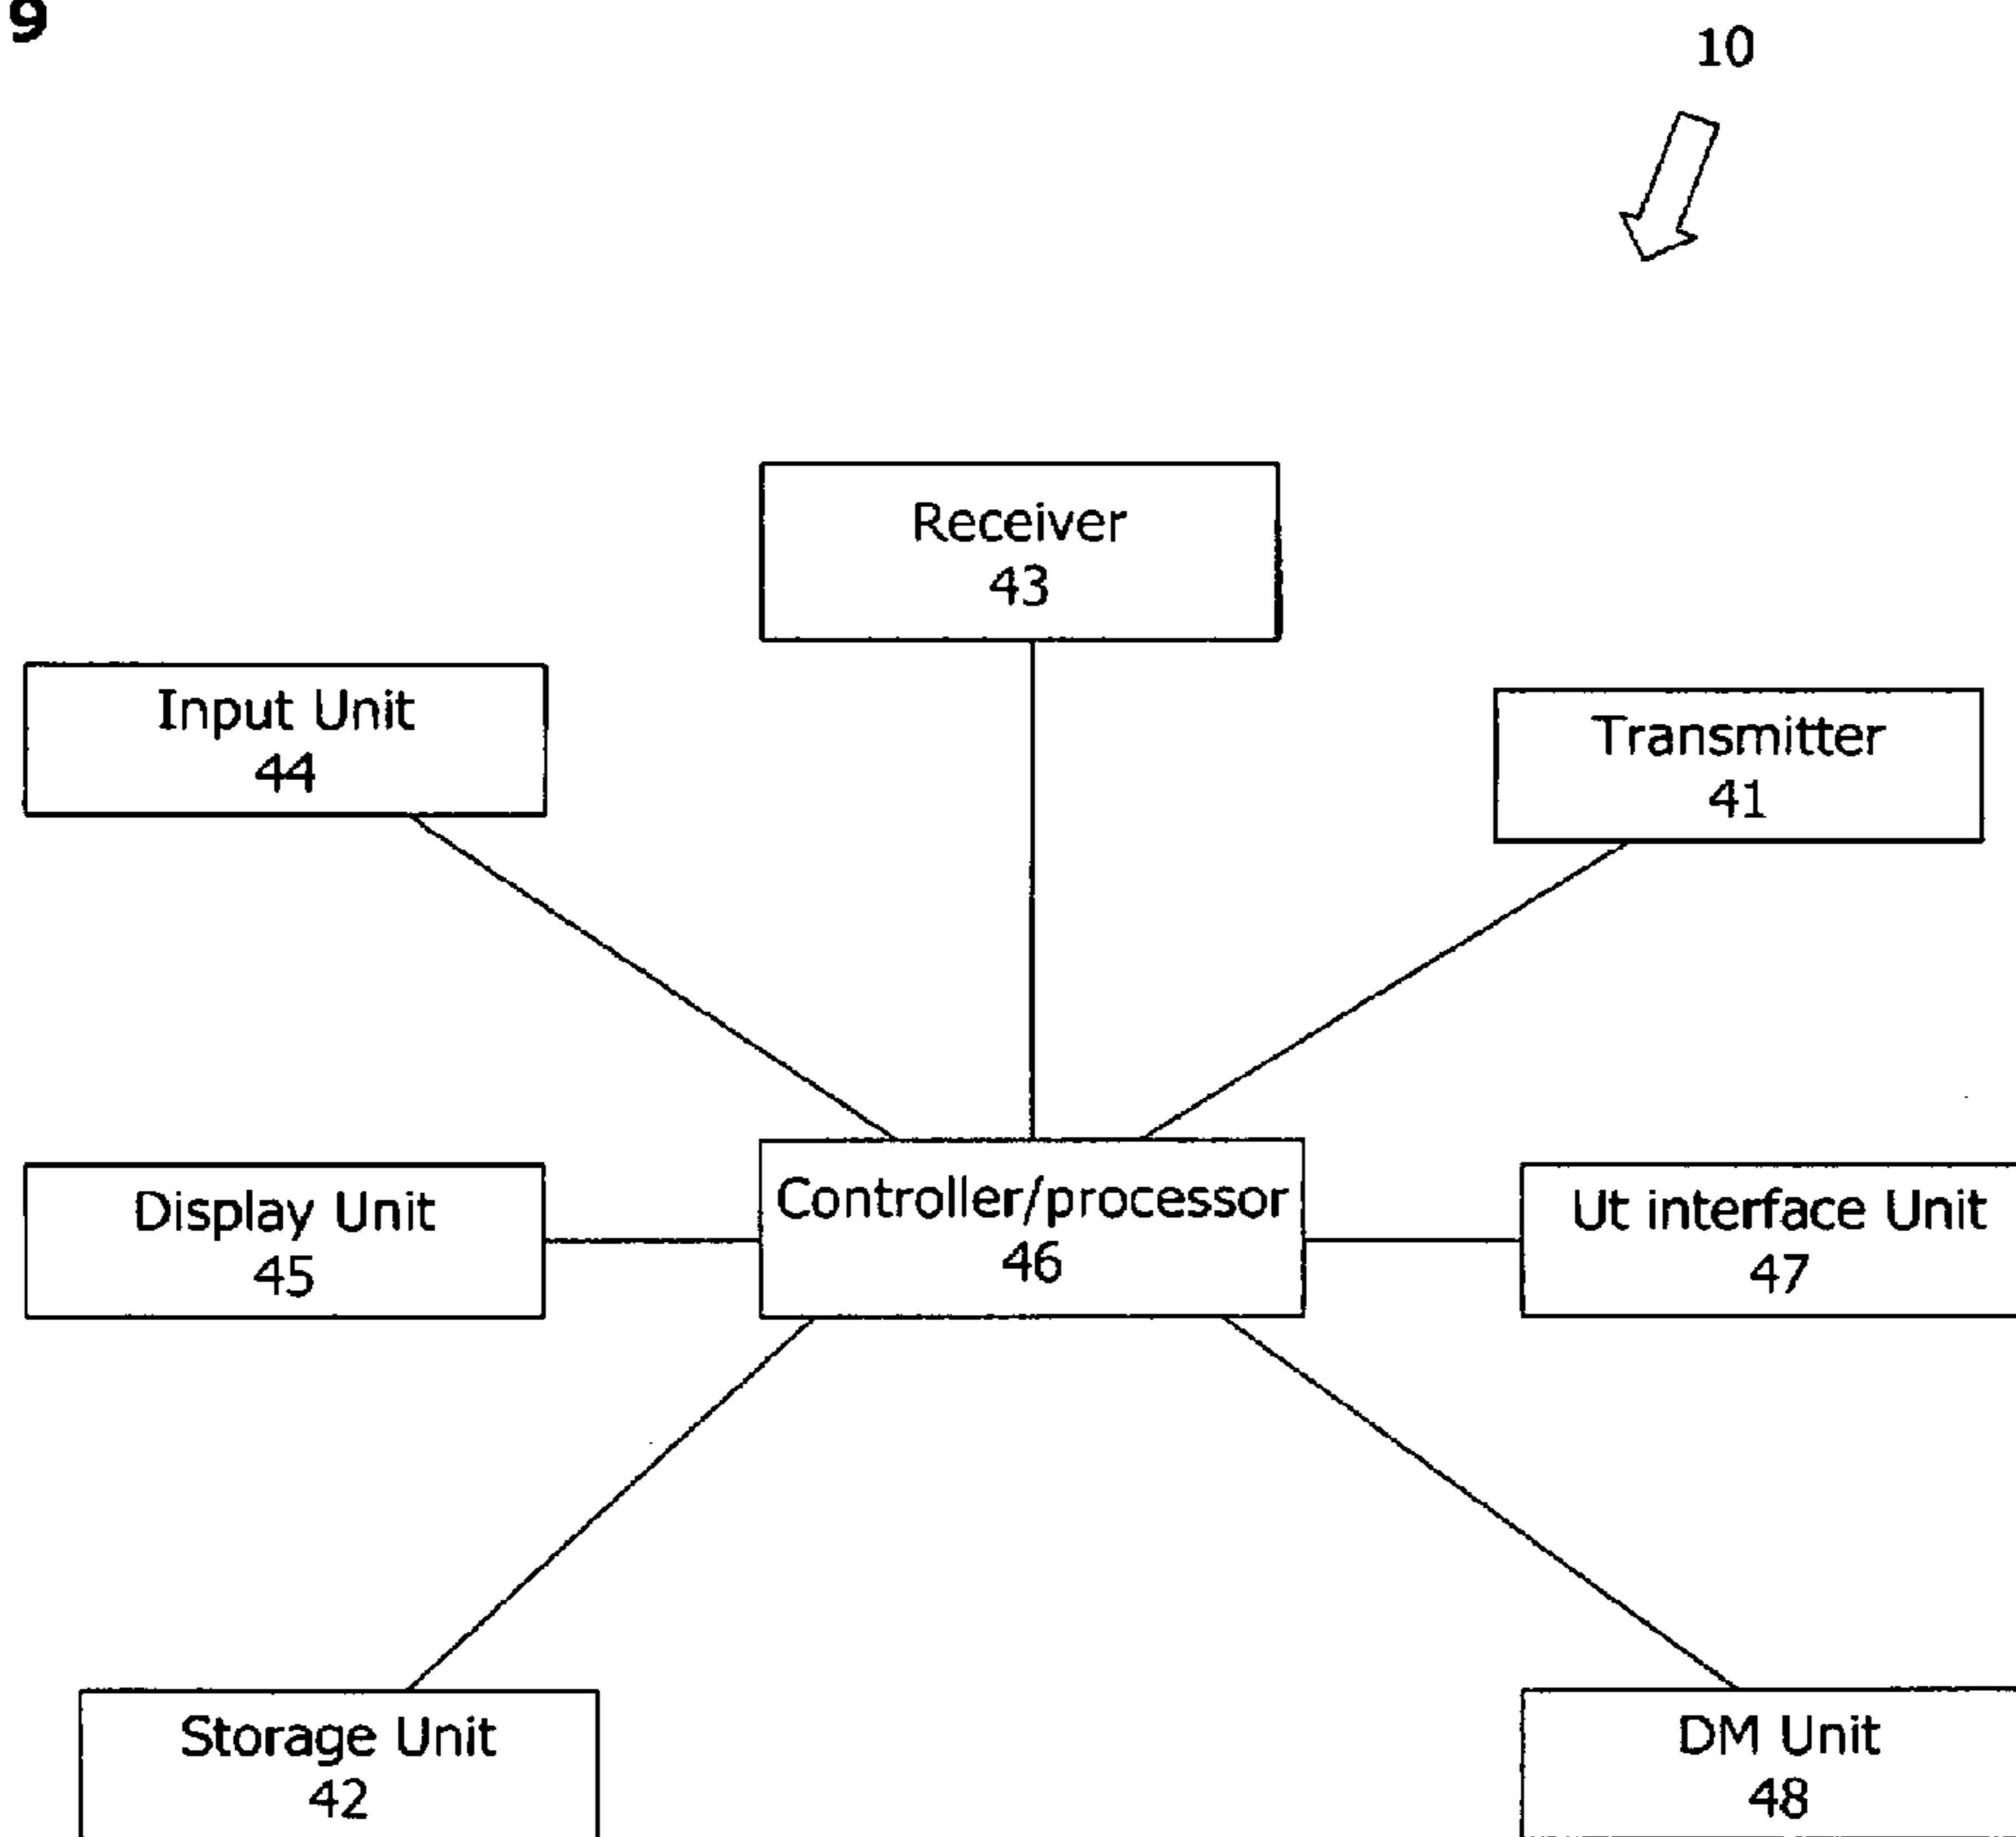 9
10
Receiver
43
Input Unit
44
Transmitter
41
Display Unit
45
Controller/processor
46
Ut interface Unit
47
Storage Unit
42
DM Unit
48